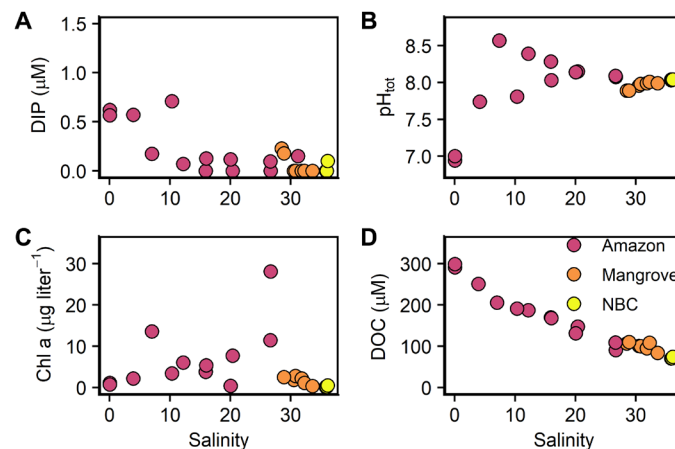 A
DIP (μM)
1.5
1.0
0.5
0.0
0 10 20 30
B
pHtot
8.5
8.0
7.5
7.0
0 10 20 30
C
Chl a (μg liter−1)
30
20
10
0
0 10 20 30
Salinity
D
DOC (μM)
300
200
100
0
0 10 20 30
Salinity
Amazon
Mangrove
NBC